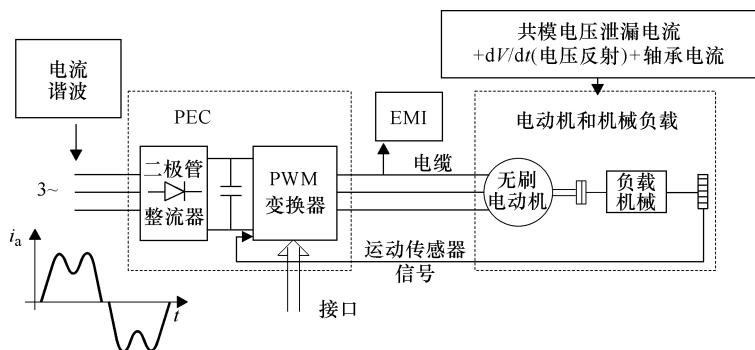 共模电压泄漏电流
+dV/dt(电压反射)+轴承电流
电流
谐波
PEC
EMI
电动机和机械负载
3~
二极管
整流器
PWM
变换器
电缆
无刷
电动机
负载
机械
运动传感器
信号
接口
ia
t